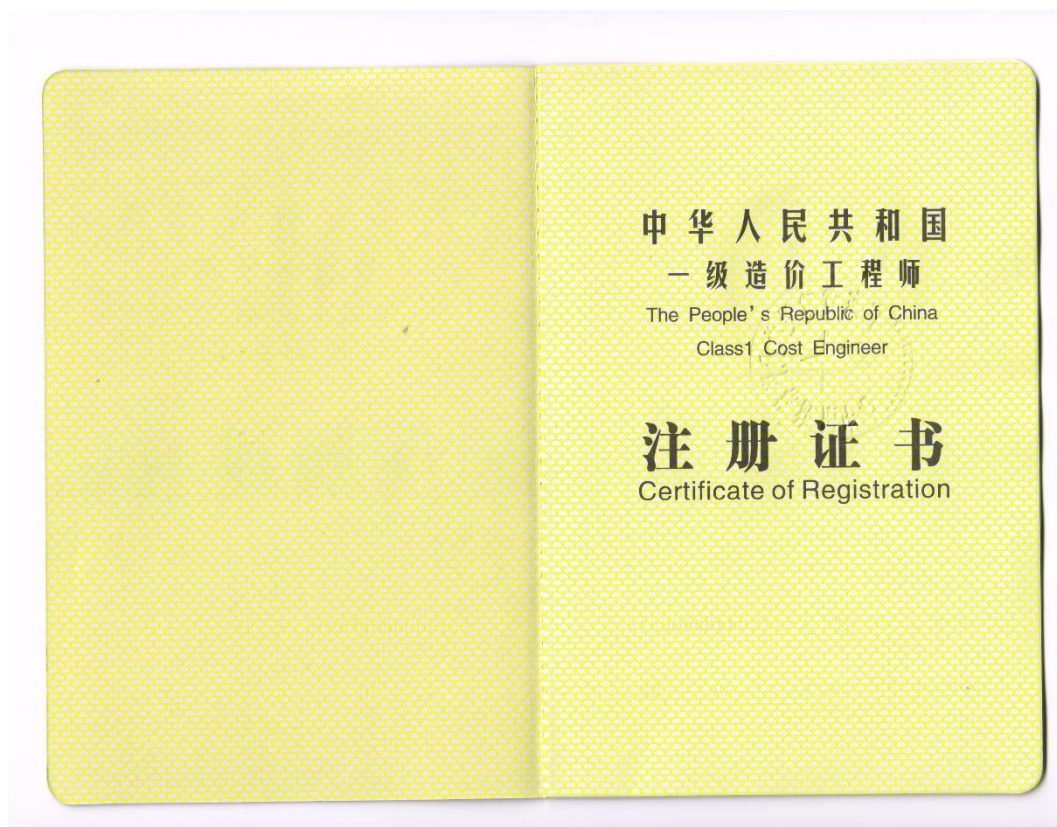 中华人民共和国
一级造价工程师
The People's Republic of China
Class1 Cost Engineer
注册证书
Certificate of Registration